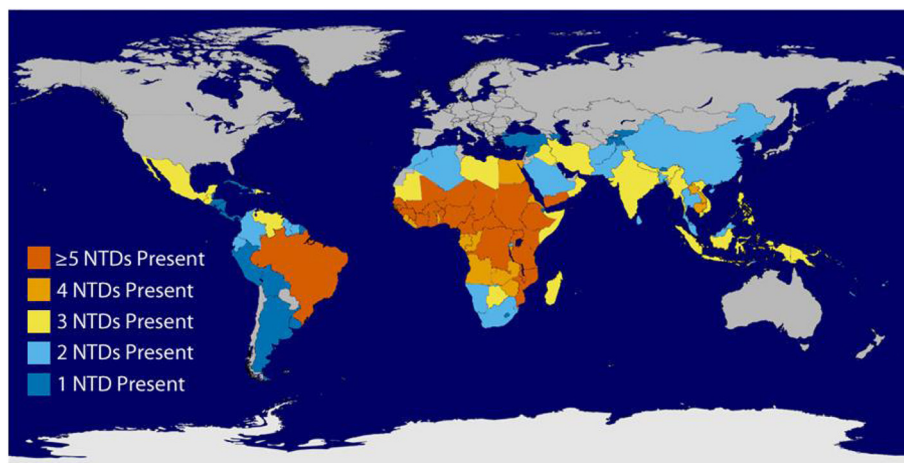 ≥5 NTDs Present
4 NTDs Present
3 NTDs Present
2 NTDs Present
1 NTD Present